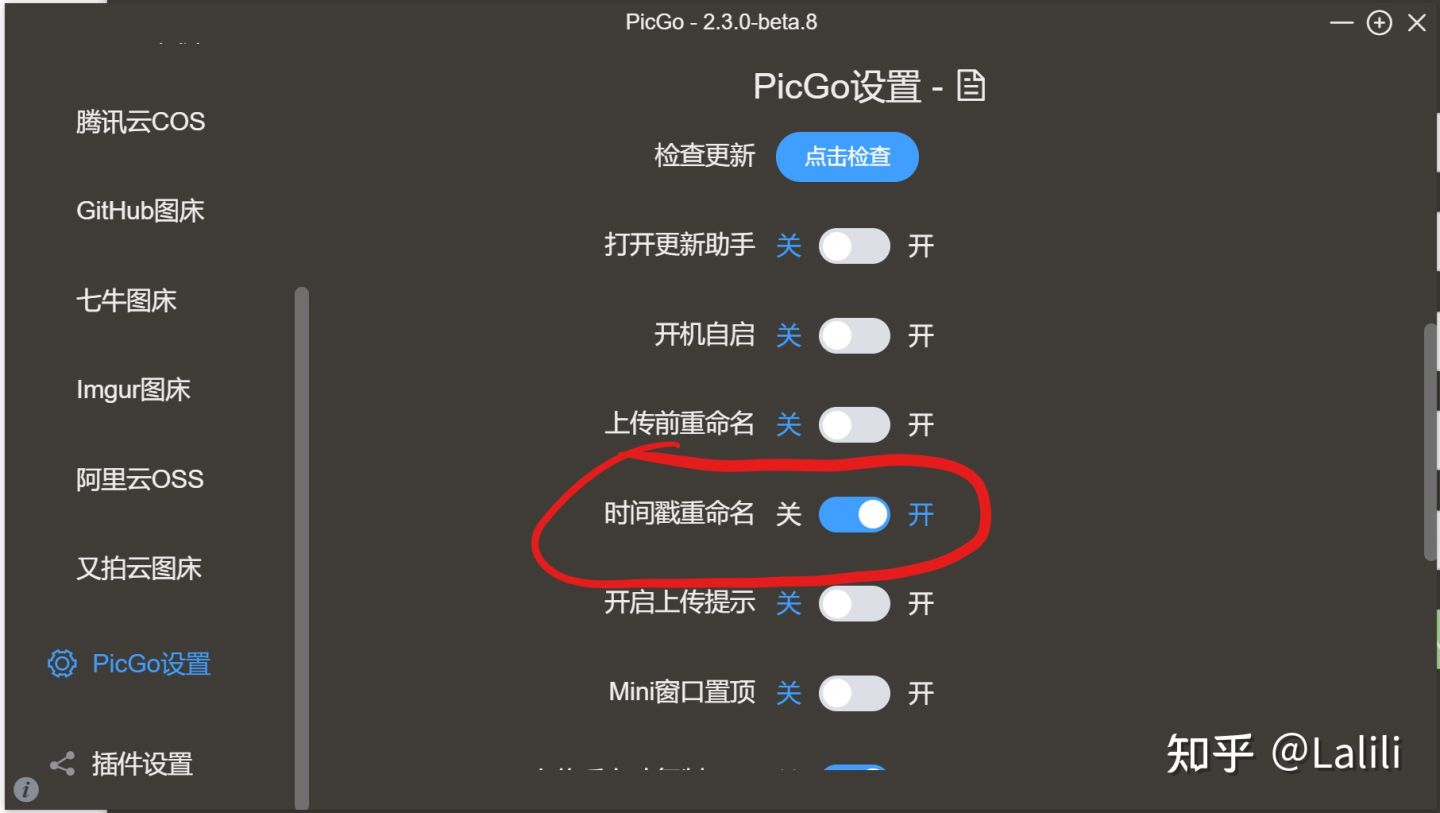 PicGo - 2.3.0-beta.8
腾讯云COS
GitHub图床
七牛图床
Imgur图床
阿里云OSS
又拍云图床
PicGo设置
插件设置
PicGo设置 -
检查更新 点击检查
打开更新助手 关 开
开机自启 关 开
上传前重命名 关 开
时间戳重命名 关 开
开启上传提示 关 开
Mini窗口置顶 关 开
知乎 @Lalili